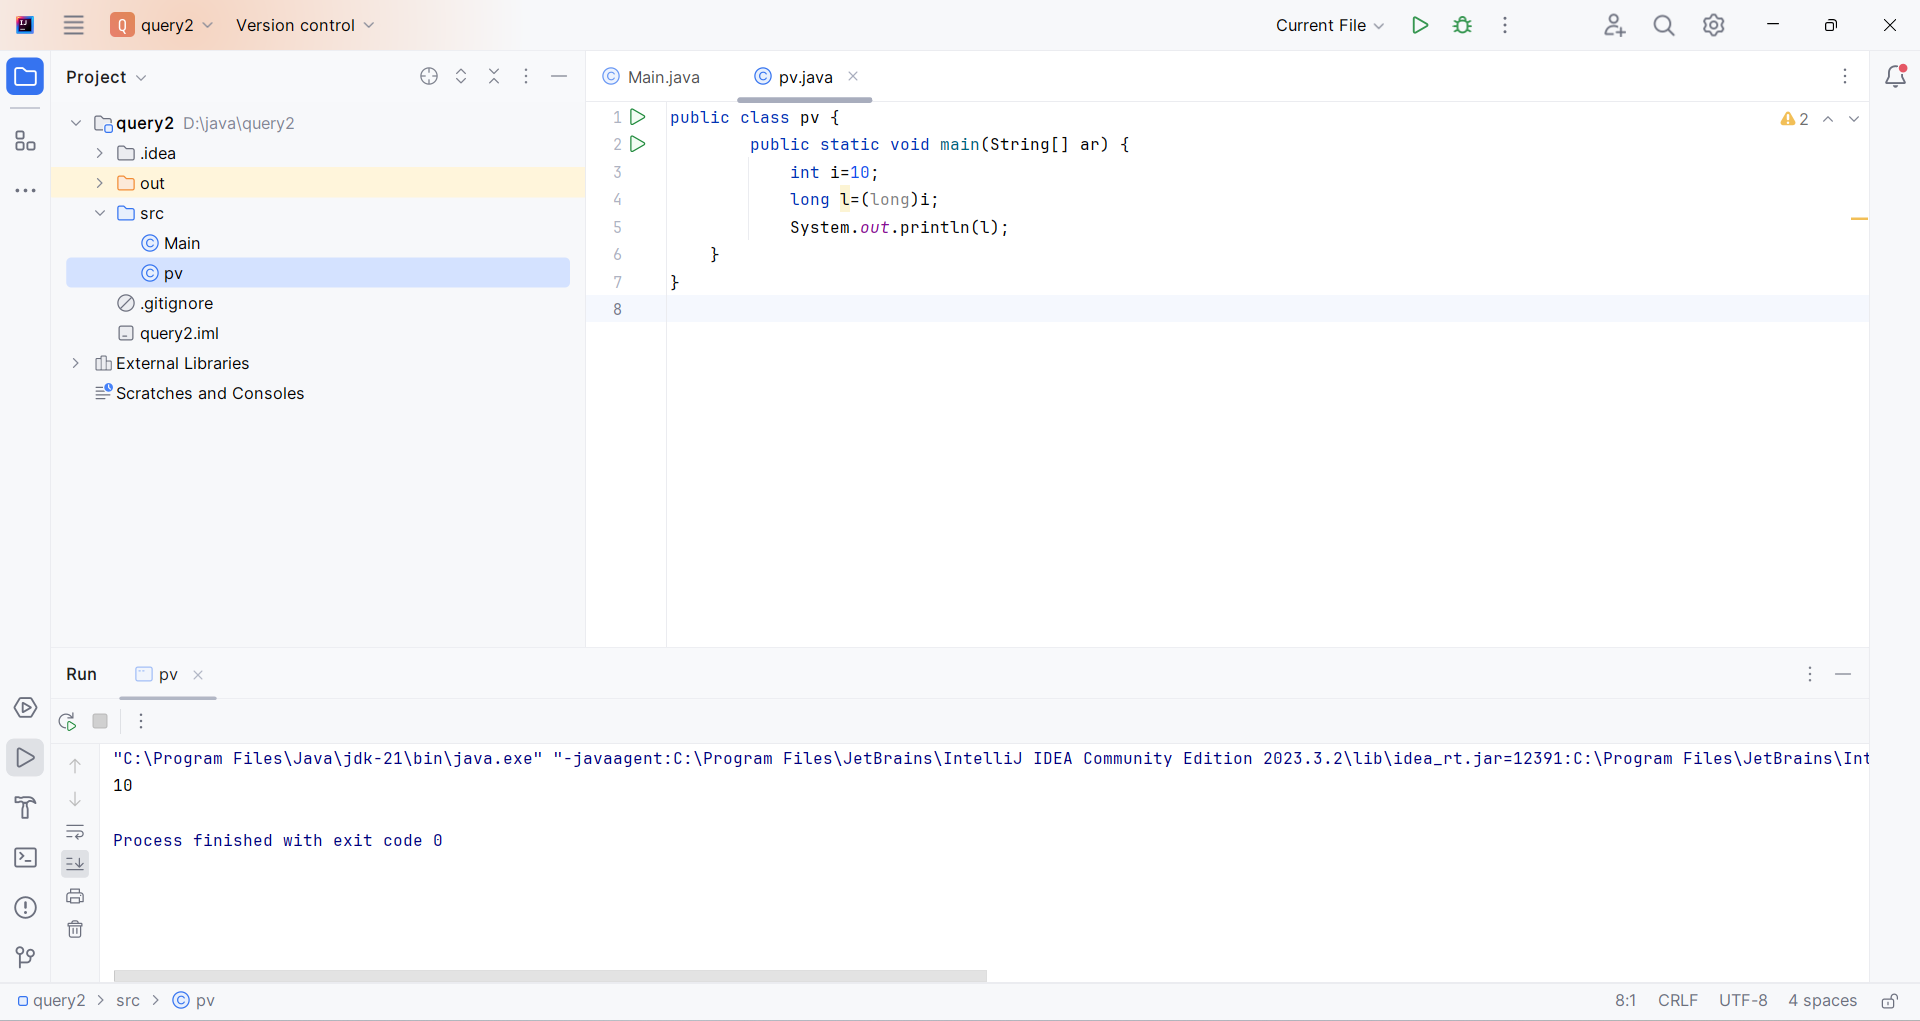 Q query2 Version control Current File
Project
Main.java pv.java
query2 D:\java\query2
.idea
out
src
Main
pv
.gitignore
query2.iml
External Libraries
Scratches and Consoles
1 public class pv {
2 public static void main(String[] ar) {
3 int i=10;
4 long l=(long)i;
5 System.out.println(l);
6 }
7 }
8
2
Run pv
"C:\Program Files\Java\jdk-21\bin\java.exe" "-javaagent:C:\Program Files\JetBrains\IntelliJ IDEA Community Edition 2023.3.2\lib\idea_rt.jar=12391:C:\Program Files\JetBrains\Int
10
Process finished with exit code 0
query2 > src > pv 8:1 CRLF UTF-8 4 spaces